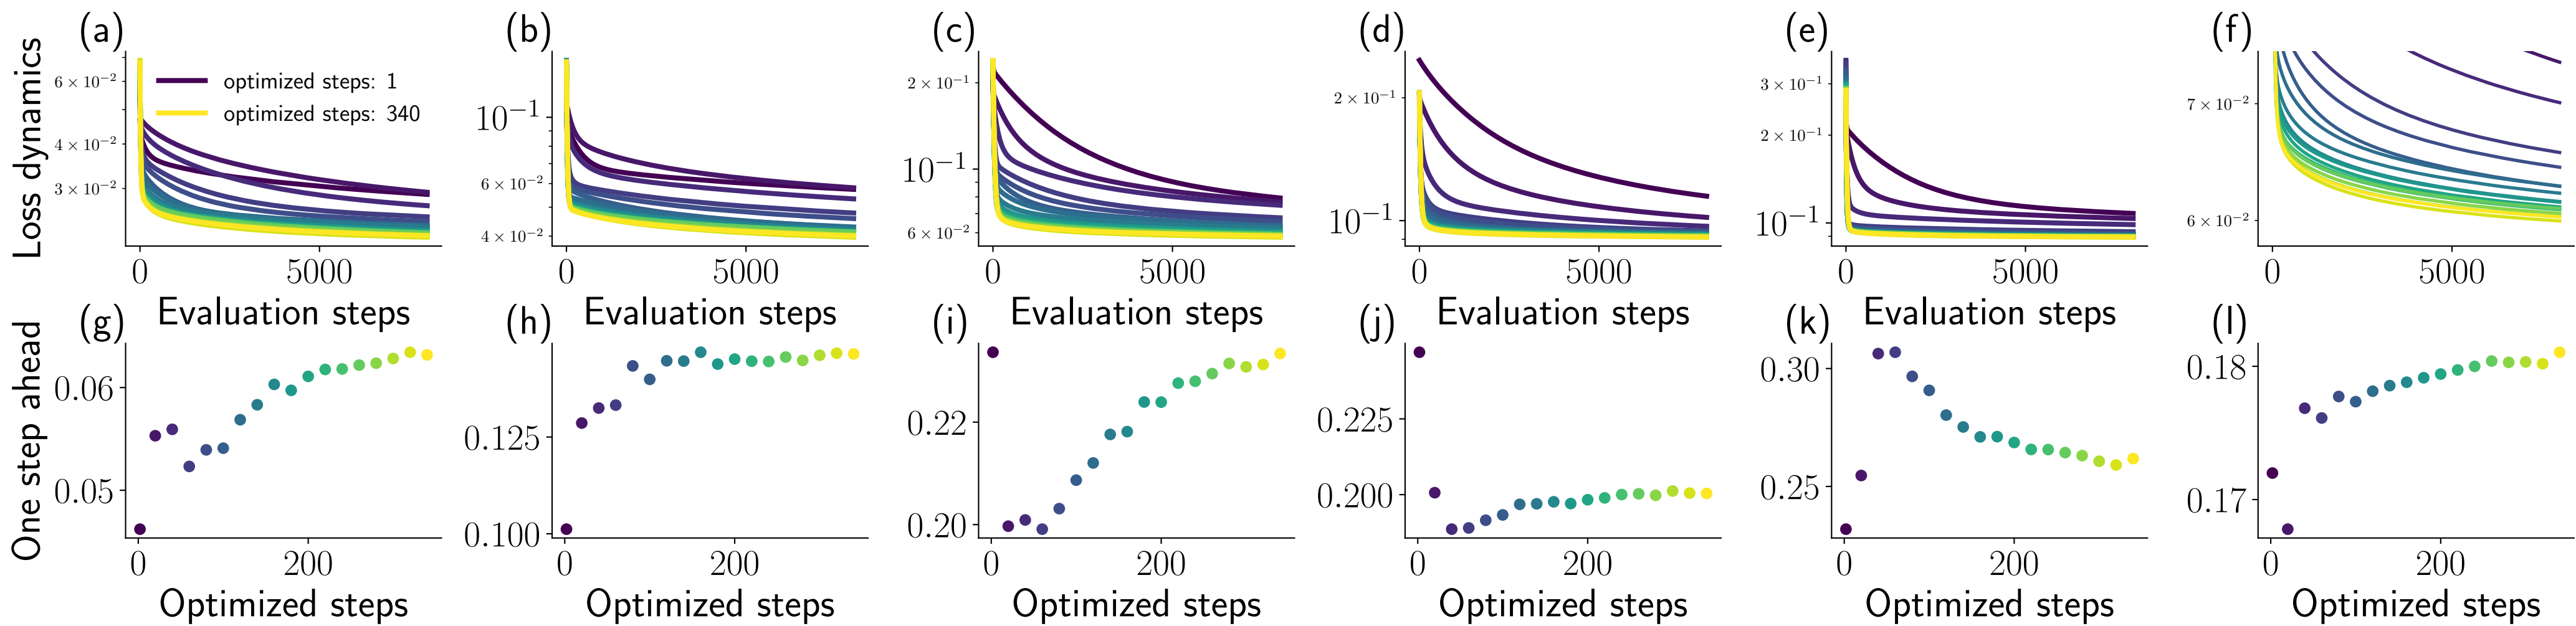 (a) (b) (c) (d) (e) (f)
Loss dynamics
optimized steps: 1
optimized steps: 340
6 × 10⁻²
4 × 10⁻²
3 × 10⁻²
0 5000
Evaluation steps
10⁻¹
6 × 10⁻²
4 × 10⁻²
0 5000
Evaluation steps
2 × 10⁻¹
10⁻¹
6 × 10⁻²
0 5000
Evaluation steps
2 × 10⁻¹
10⁻¹
0 5000
Evaluation steps
3 × 10⁻¹
2 × 10⁻¹
10⁻¹
0 5000
Evaluation steps
7 × 10⁻²
6 × 10⁻²
0 5000
(g) (h) (i) (j) (k) (l)
One step ahead
0.06
0.05
0 200
Optimized steps
0.125
0.100
0 200
Optimized steps
0.22
0.20
0 200
Optimized steps
0.225
0.200
0 200
Optimized steps
0.30
0.25
0 200
Optimized steps
0.18
0.17
0 200
Optimized steps